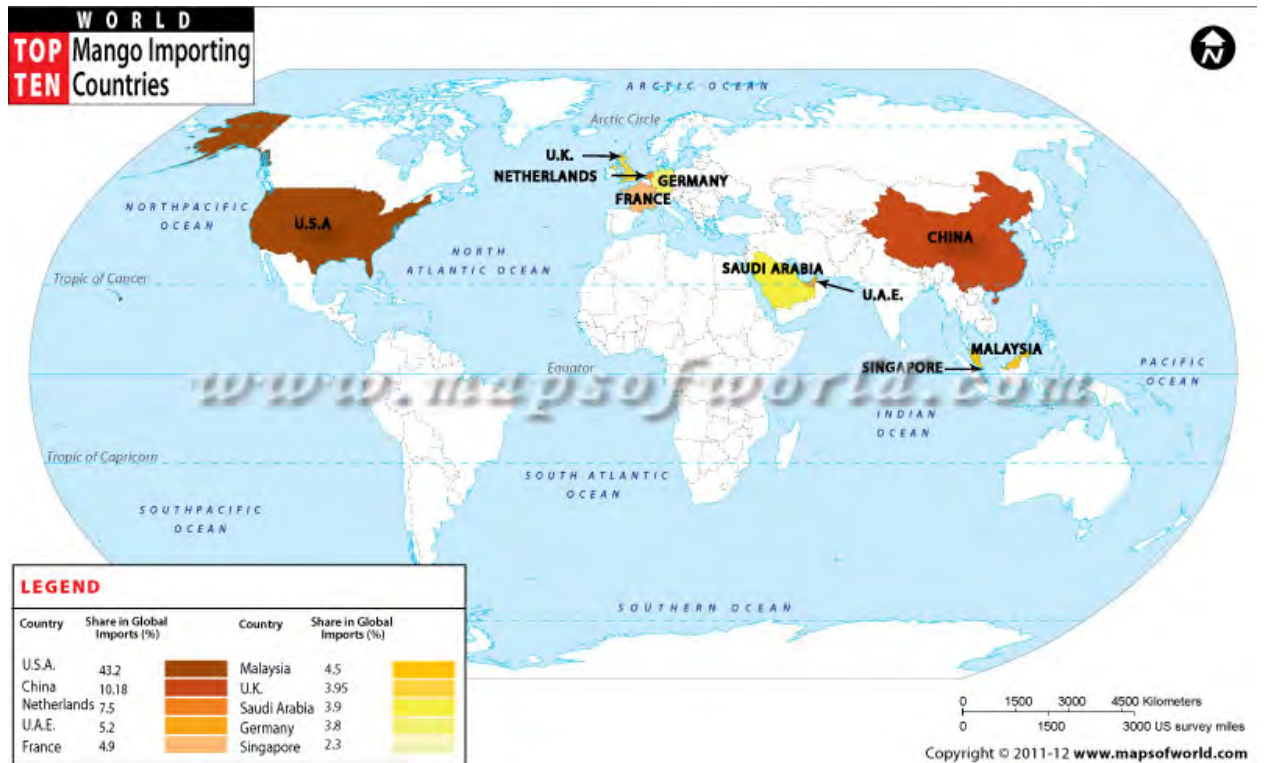 WORLD
TOP TEN
Mango Importing
Countries
N
ARCTIC OCEAN
Arctic Circle
U.K.
NETHERLANDS
GERMANY
FRANCE
NORTHPACIFIC
OCEAN
U.S.A
CHINA
NORTH
ATLANTIC OCEAN
SAUDI ARABIA
Tropic of Cancer
U.A.E.
MALAYSIA
SINGAPORE
Equator
PACIFIC
OCEAN
www.mapsofworld.com
INDIAN
OCEAN
Tropic of Capricorn
SOUTH ATLANTIC
OCEAN
SOUTHPACIFIC
OCEAN
SOUTHERN OCEAN
LEGEND
Country Share in Global Imports (%) Country Share in Global Imports (%)
U.S.A. 43.2 Malaysia 4.5
China 10.18 U.K. 3.95
Netherlands 7.5 Saudi Arabia 3.9
U.A.E. 5.2 Germany 3.8
France 4.9 Singapore 2.3
0 1500 3000 4500 Kilometers
0 1500 3000 US survey miles
Copyright © 2011-12 www.mapsofworld.com